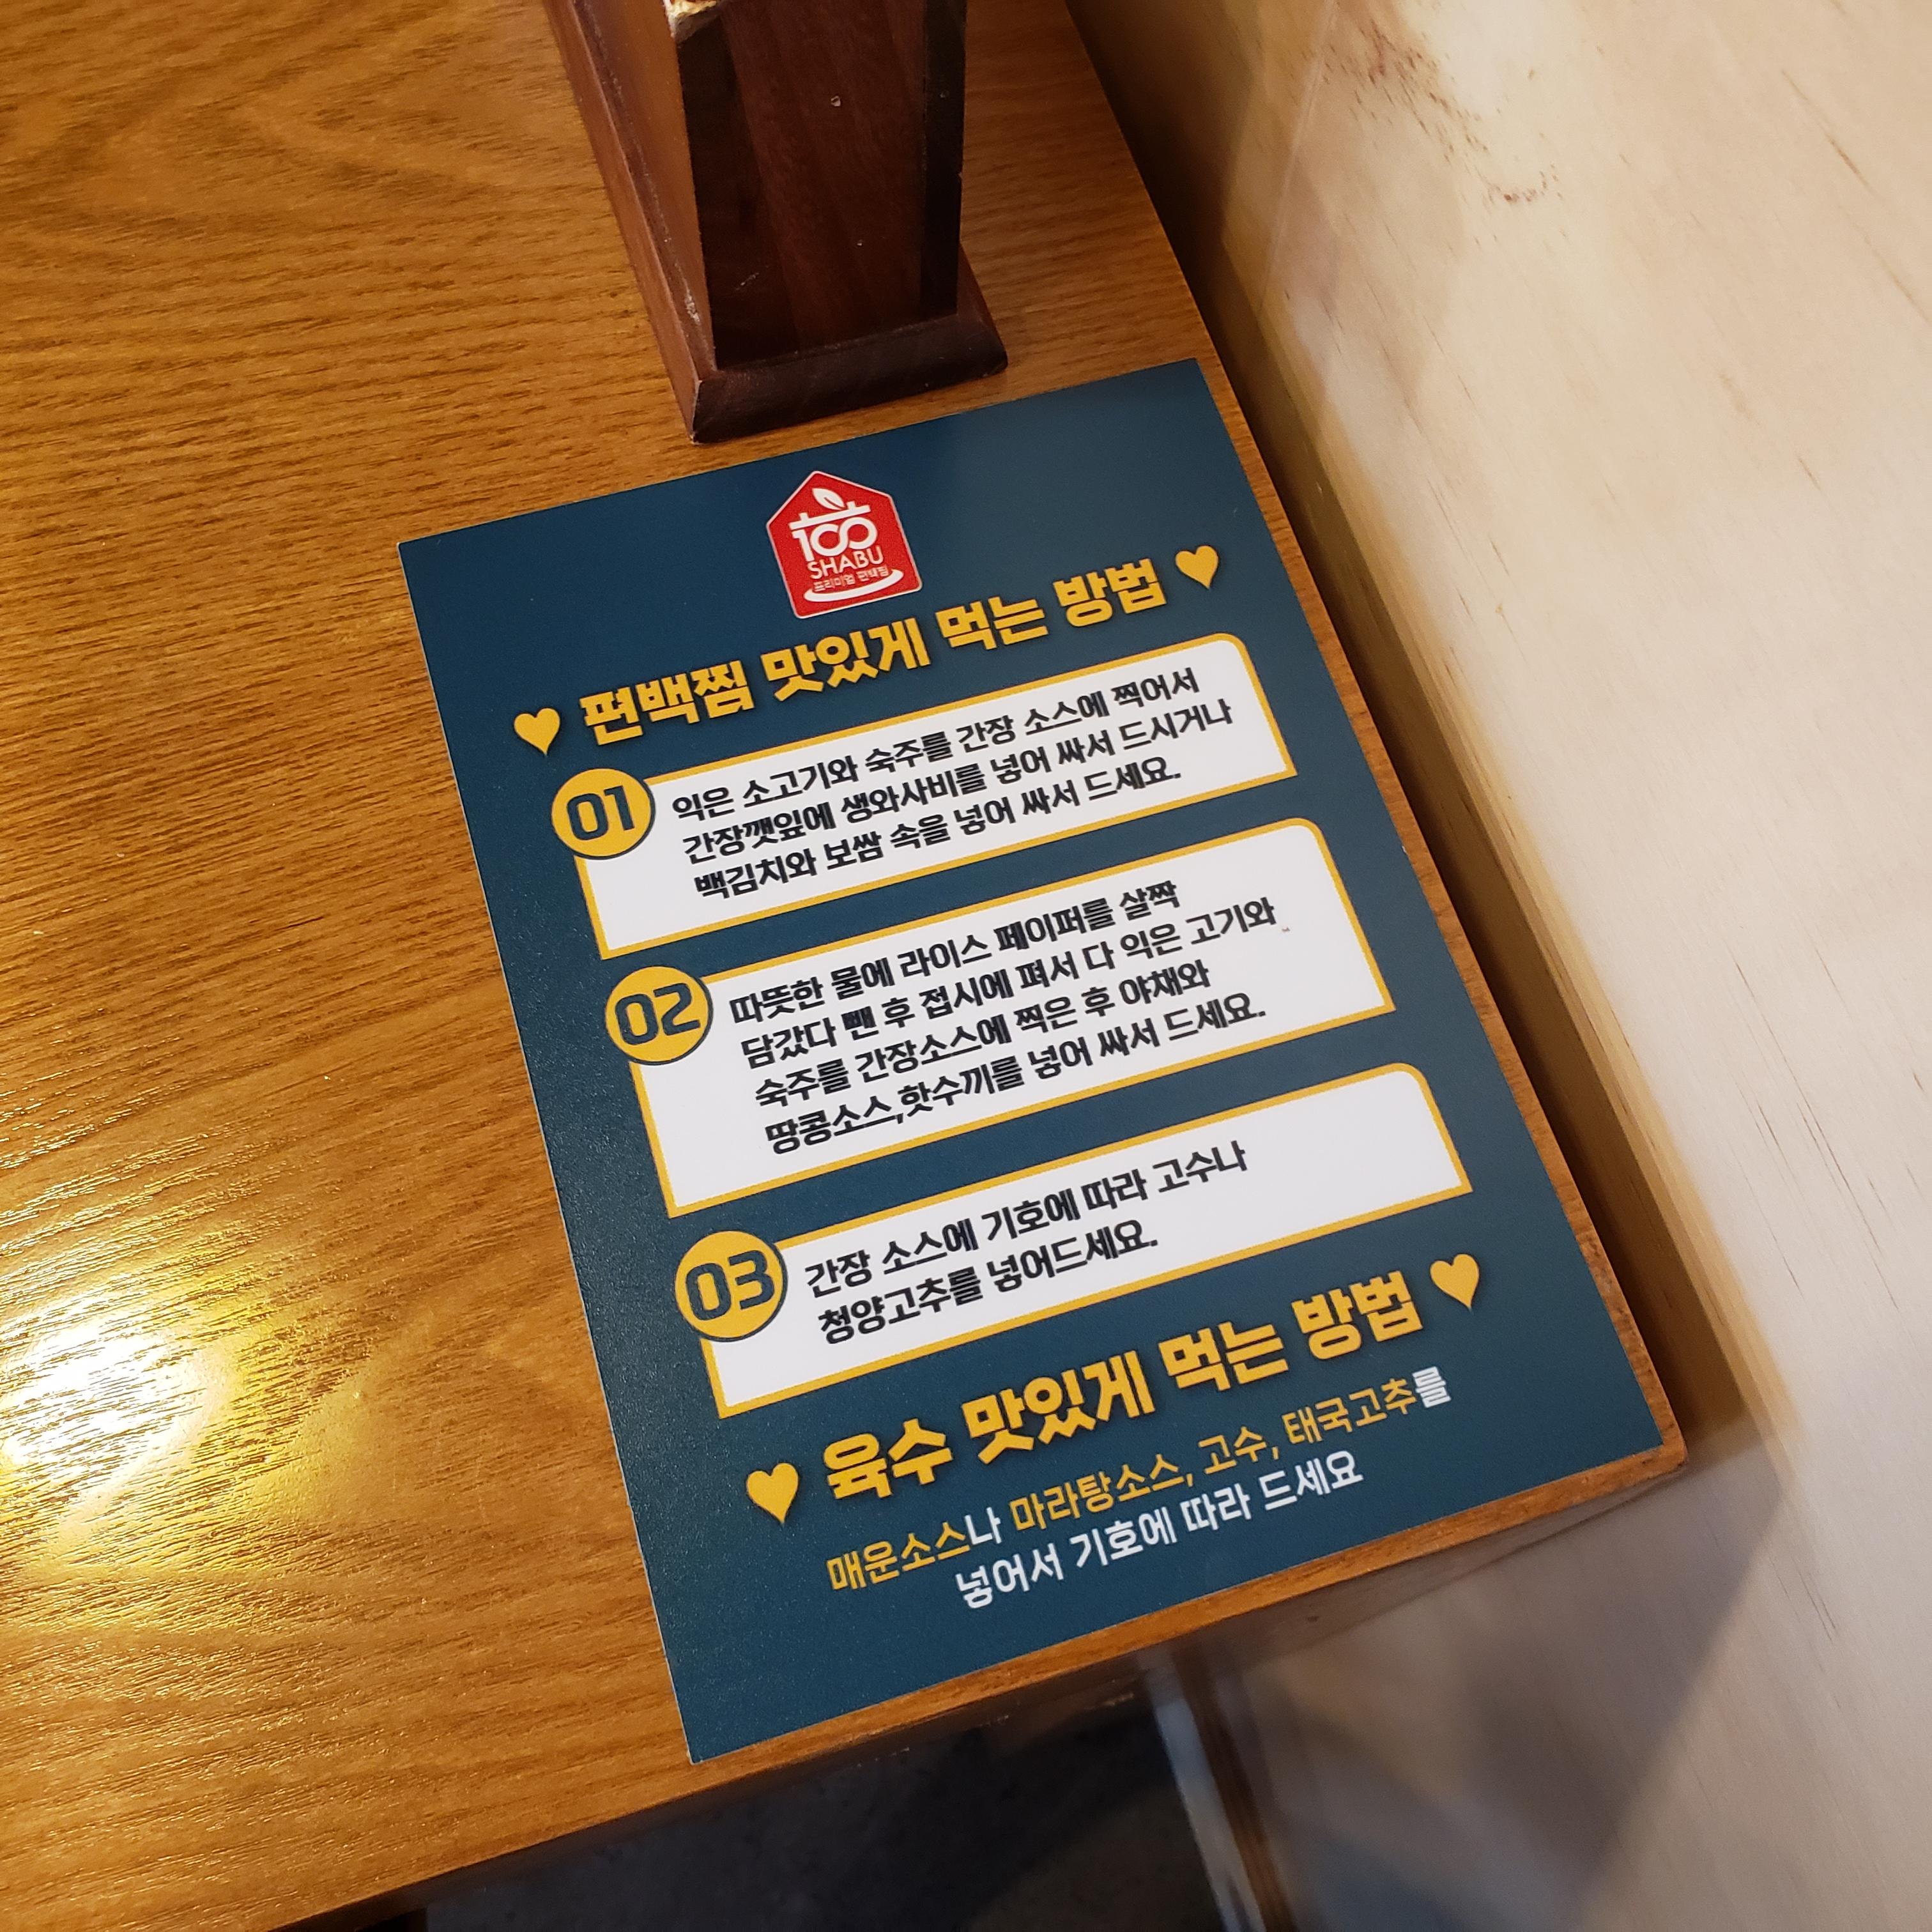 100
SHABU
프리미엄 편백찜
편백찜 맛있게 먹는 방법
01
익은 소고기와 숙주를 간장 소스에 찍어서
간장깻잎에 생와사비를 넣어 싸서 드시거나
백김치와 보쌈 속을 넣어 싸서 드세요.
02
따뜻한 물에 라이스 페이퍼를 살짝
담갔다 뺀 후 접시에 펴서 다 익은 고기와
숙주를 간장소스에 찍은 후 야채와
땅콩소스,핫수끼를 넣어 싸서 드세요.
03
간장 소스에 기호에 따라 고수나
청양고추를 넣어드세요.
육수 맛있게 먹는 방법
매운소스나 마라탕소스, 고수, 태국고추를
넣어서 기호에 따라 드세요